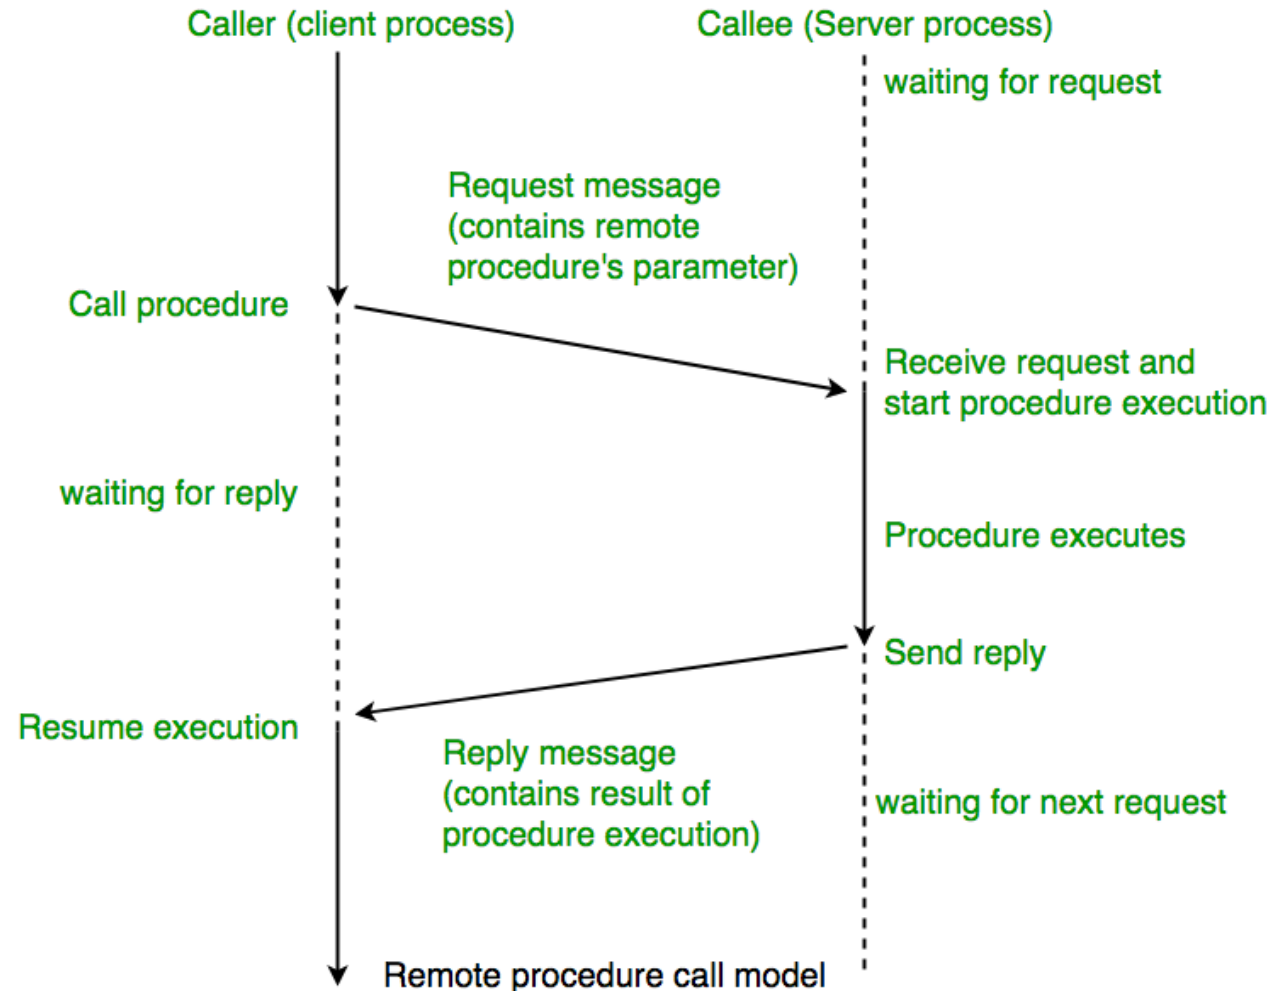 Caller (client process)
Callee (Server process)
waiting for request
Request message
(contains remote
procedure's parameter)
Call procedure
Receive request and
start procedure execution
waiting for reply
Procedure executes
Send reply
Resume execution
Reply message
(contains result of
procedure execution)
waiting for next request
Remote procedure call model